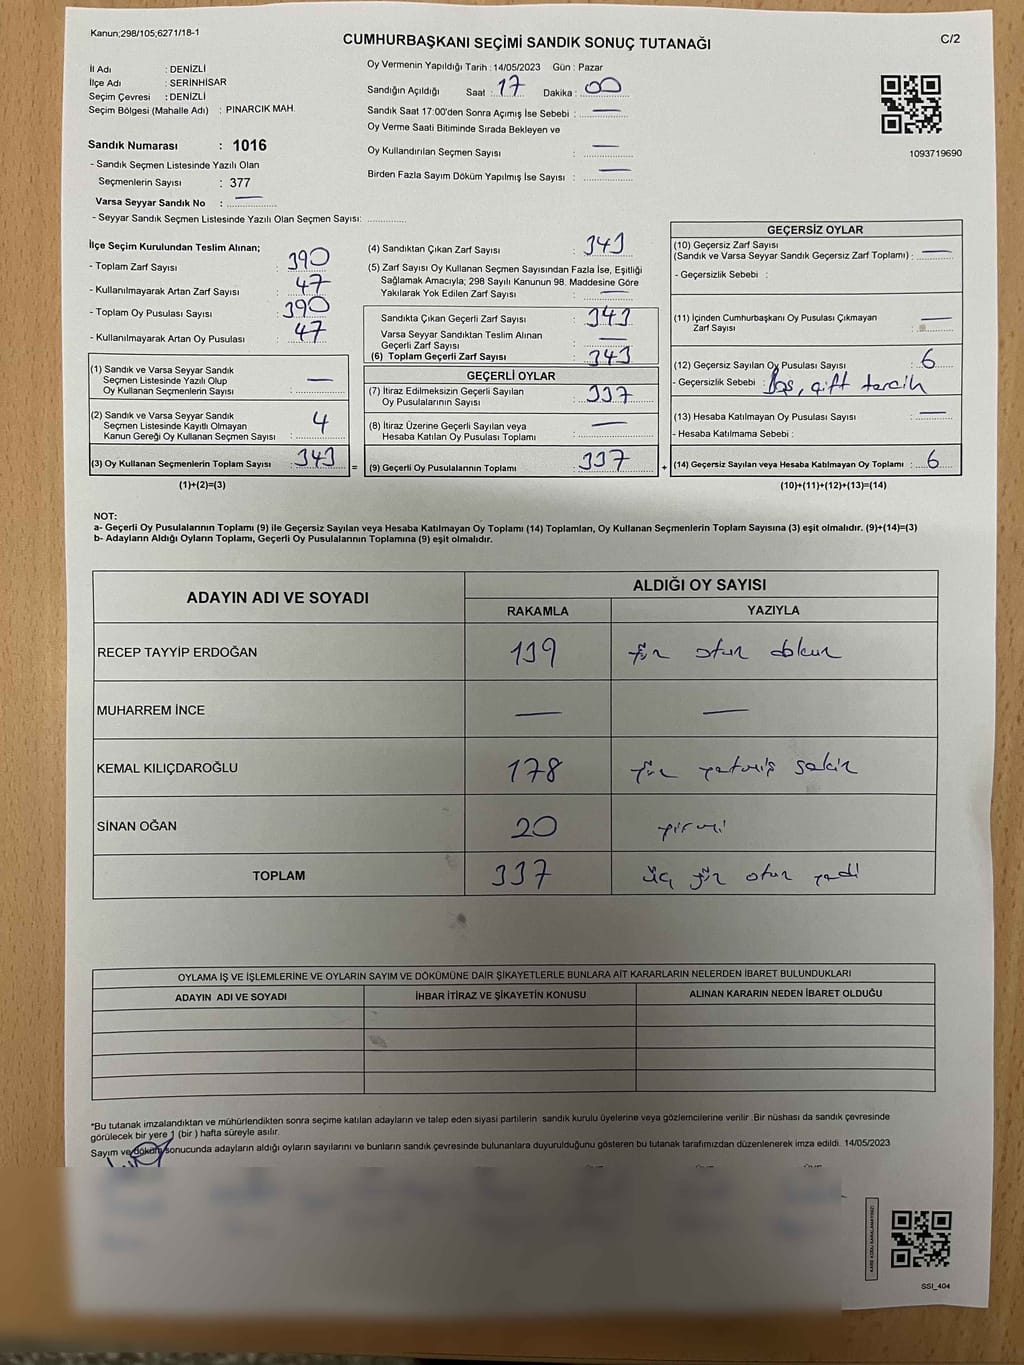 Kanun;298/105,6271/18-1
CUMHURBAŞKANI SEÇİMİ SANDIK SONUÇ TUTANAĞI
C/2
İl Adı : DENİZLİ
İlçe Adı : SERİNHİSAR
Seçim Çevresi : DENİZLİ
Seçim Bölgesi (Mahalle Adı) : PINARCIK MAH.
Sandık Numarası : 1016
- Sandık Seçmen Listesinde Yazılı Olan
Seçmenlerin Sayısı : 377
Varsa Seyyar Sandık No : —
- Seyyar Sandık Seçmen Listesinde Yazılı Olan Seçmen Sayısı: ..............
Oy Vermenin Yapıldığı Tarih : 14/05/2023 Gün : Pazar
Sandığın Açıldığı Saat : 17 Dakika : 00
Sandık Saat 17:00'den Sonra Açımış İse Sebebi : —
Oy Verme Saati Bitiminde Sırada Bekleyen ve
Oy Kullandırılan Seçmen Sayısı : —
Birden Fazla Sayım Döküm Yapılmış İse Sayısı : —
1093719690
İlçe Seçim Kurulundan Teslim Alınan;
- Toplam Zarf Sayısı : 390
- Kullanılmayarak Artan Zarf Sayısı : 47
- Toplam Oy Pusulası Sayısı : 390
- Kullanılmayarak Artan Oy Pusulası : 47
(1) Sandık ve Varsa Seyyar Sandık
Seçmen Listesinde Yazılı Olup
Oy Kullanan Seçmenlerin Sayısı : —
(2) Sandık ve Varsa Seyyar Sandık
Seçmen Listesinde Kayıtlı Olmayan
Kanun Gereği Oy Kullanan Seçmen Sayısı : 4
(3) Oy Kullanan Seçmenlerin Toplam Sayısı : 343
(1)+(2)=(3)
(4) Sandıktan Çıkan Zarf Sayısı : 343
(5) Zarf Sayısı Oy Kullanan Seçmen Sayısından Fazla İse, Eşitliği
Sağlamak Amacıyla; 298 Sayılı Kanunun 98. Maddesine Göre
Yakılarak Yok Edilen Zarf Sayısı : —
Sandıkta Çıkan Geçerli Zarf Sayısı : 343
Varsa Seyyar Sandıktan Teslim Alınan
Geçerli Zarf Sayısı : —
(6) Toplam Geçerli Zarf Sayısı : 343
GEÇERLİ OYLAR
(7) İtiraz Edilmeksizin Geçerli Sayılan
Oy Pusulalarının Sayısı : 337
(8) İtiraz Üzerine Geçerli Sayılan veya
Hesaba Katılan Oy Pusulası Toplamı : —
= (9) Geçerli Oy Pusulalarının Toplamı : 337 +
GEÇERSİZ OYLAR
(10) Geçersiz Zarf Sayısı
(Sandık ve Varsa Seyyar Sandık Geçersiz Zarf Toplamı) : —
- Geçersizlik Sebebi :
(11) İçinden Cumhurbaşkanı Oy Pusulası Çıkmayan
Zarf Sayısı : —
(12) Geçersiz Sayılan Oy Pusulası Sayısı : 6
- Geçersizlik Sebebi : Boş, çift tercih
(13) Hesaba Katılmayan Oy Pusulası Sayısı : —
- Hesaba Katılmama Sebebi :
(14) Geçersiz Sayılan veya Hesaba Katılmayan Oy Toplamı : 6
(10)+(11)+(12)+(13)=(14)
NOT:
a- Geçerli Oy Pusulalarının Toplamı (9) ile Geçersiz Sayılan veya Hesaba Katılmayan Oy Toplamı (14) Toplamları, Oy Kullanan Seçmenlerin Toplam Sayısına (3) eşit olmalıdır. (9)+(14)=(3)
b- Adayların Aldığı Oyların Toplamı, Geçerli Oy Pusulalarının Toplamına (9) eşit olmalıdır.
ADAYIN ADI VE SOYADI
ALDIĞI OY SAYISI
RAKAMLA YAZIYLA
RECEP TAYYİP ERDOĞAN 139 yüz otuz dokuz
MUHARREM İNCE — —
KEMAL KILIÇDAROĞLU 178 yüz yetmiş sekiz
SİNAN OĞAN 20 yirmi
TOPLAM 337 üç yüz otuz yedi
OYLAMA İŞ VE İŞLEMLERİNE VE OYLARIN SAYIM VE DÖKÜMÜNE DAİR ŞİKAYETLERLE BUNLARA AİT KARARLARIN NELERDEN İBARET BULUNDUKLARI
ADAYIN ADI VE SOYADI İHBAR İTİRAZ VE ŞİKAYETİN KONUSU ALINAN KARARIN NEDEN İBARET OLDUĞU
*Bu tutanak imzalandıktan ve mühürlendikten sonra seçime katılan adayların ve talep eden siyasi partilerin sandık kurulu üyelerine veya gözlemcilerine verilir .Bir nüshası da sandık çevresinde
görülecek bir yere 1 (bir ) hafta süreyle asılır.
Sayım ve döküm sonucunda adayların aldığı oyların sayılarını ve bunların sandık çevresinde bulunanlara duyurulduğunu gösteren bu tutanak tarafımızdan düzenlenerek imza edildi. 14/05/2023
SSI_404